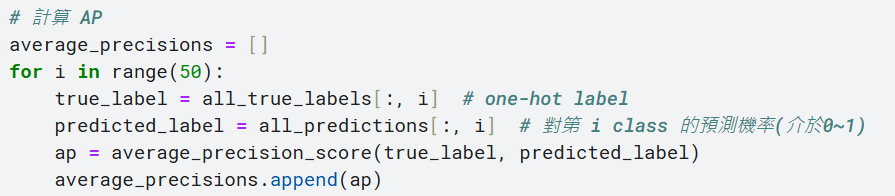 # 計算 AP
average_precisions = []
for i in range(50):
    true_label = all_true_labels[:, i]  # one-hot label
    predicted_label = all_predictions[:, i]  # 對第 i class 的預測機率(介於0~1)
    ap = average_precision_score(true_label, predicted_label)
    average_precisions.append(ap)